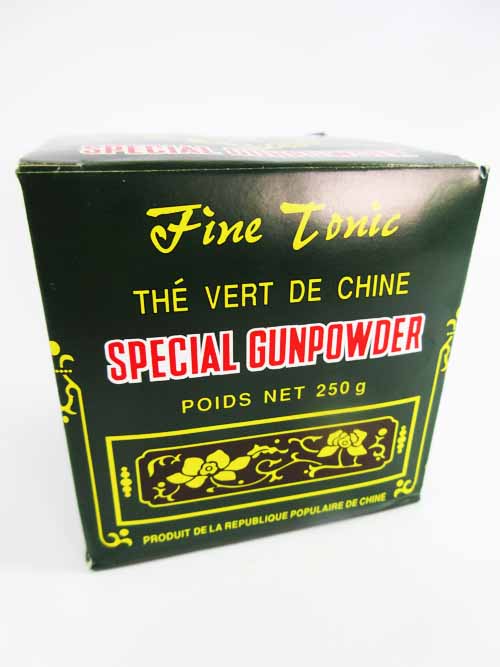 SPECIAL GUNPOWDER
Fine Tonic
THÉ VERT DE CHINE
SPECIAL GUNPOWDER
POIDS NET 250 g
PRODUIT DE LA REPUBLIQUE POPULAIRE DE CHINE